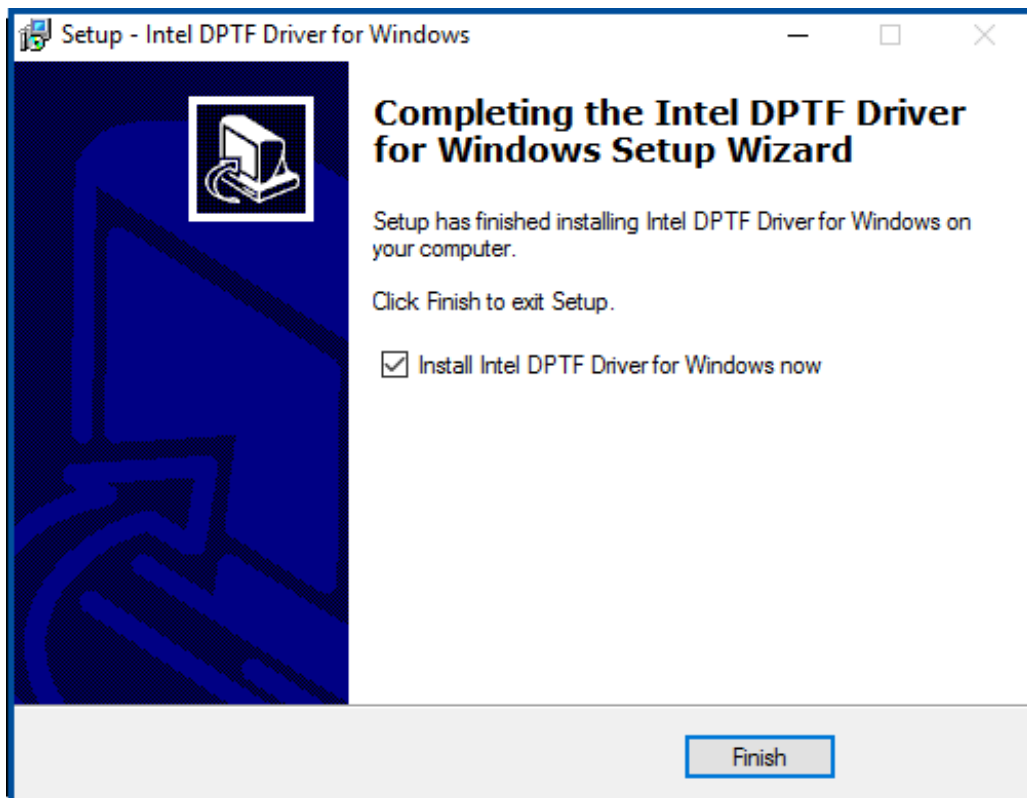 Setup - Intel DPTF Driver for Windows
Completing the Intel DPTF Driver
for Windows Setup Wizard
Setup has finished installing Intel DPTF Driver for Windows on
your computer.
Click Finish to exit Setup.
Install Intel DPTF Driver for Windows now
Finish